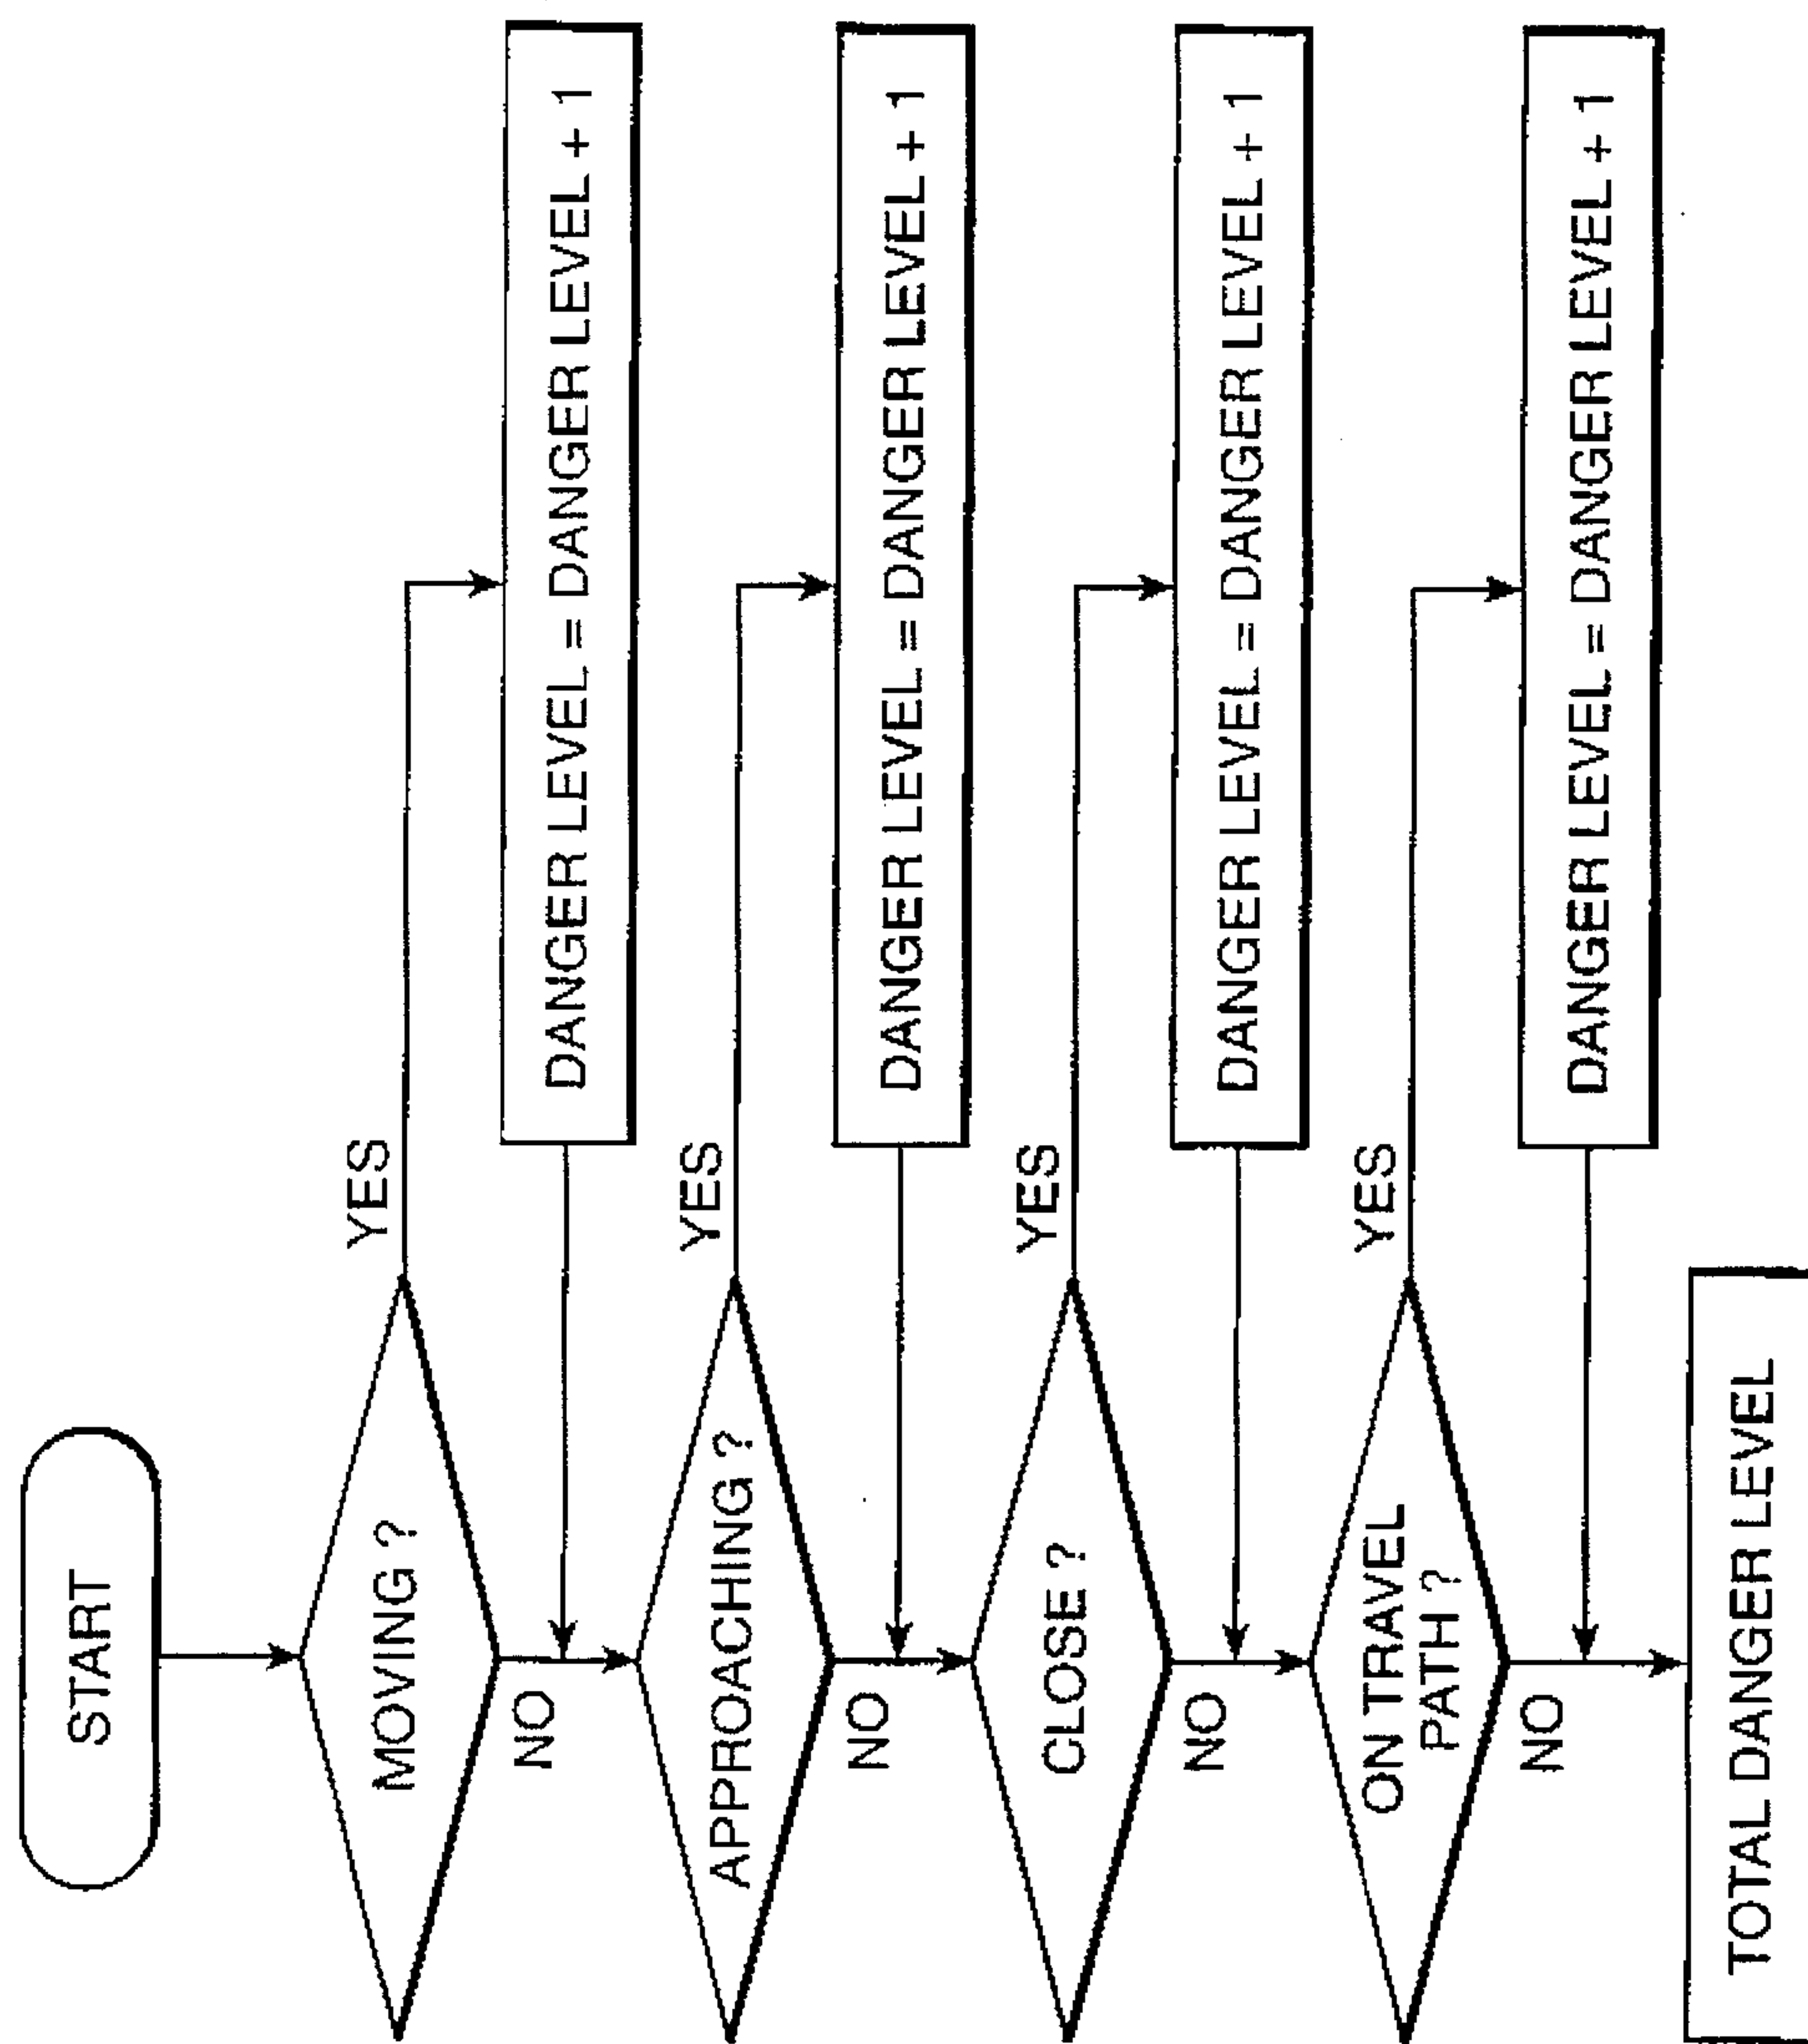 START
MOVING ?
YES
DANGER LEVEL = DANGER LEVEL + 1
NO
APPROACHING ?
YES
DANGER LEVEL = DANGER LEVEL + 1
NO
CLOSE ?
YES
DANGER LEVEL = DANGER LEVEL + 1
NO
ON TRAVEL
PATH ?
YES
DANGER LEVEL = DANGER LEVEL + 1
NO
TOTAL DANGER LEVEL